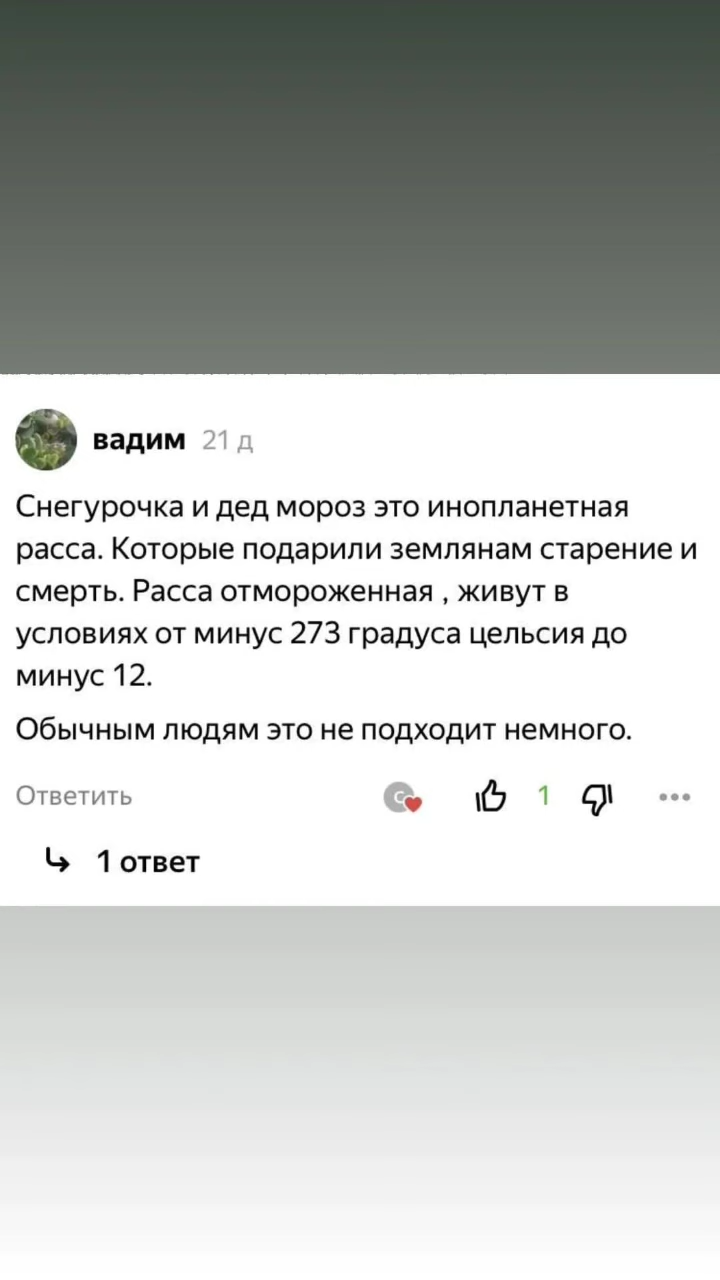 вадим 21 д
Снегурочка и дед мороз это инопланетная
расса. Которые подарили землянам старение и
смерть. Расса отмороженная , живут в
условиях от минус 273 градуса цельсия до
минус 12.
Обычным людям это не подходит немного.
Ответить С 1
1 ответ